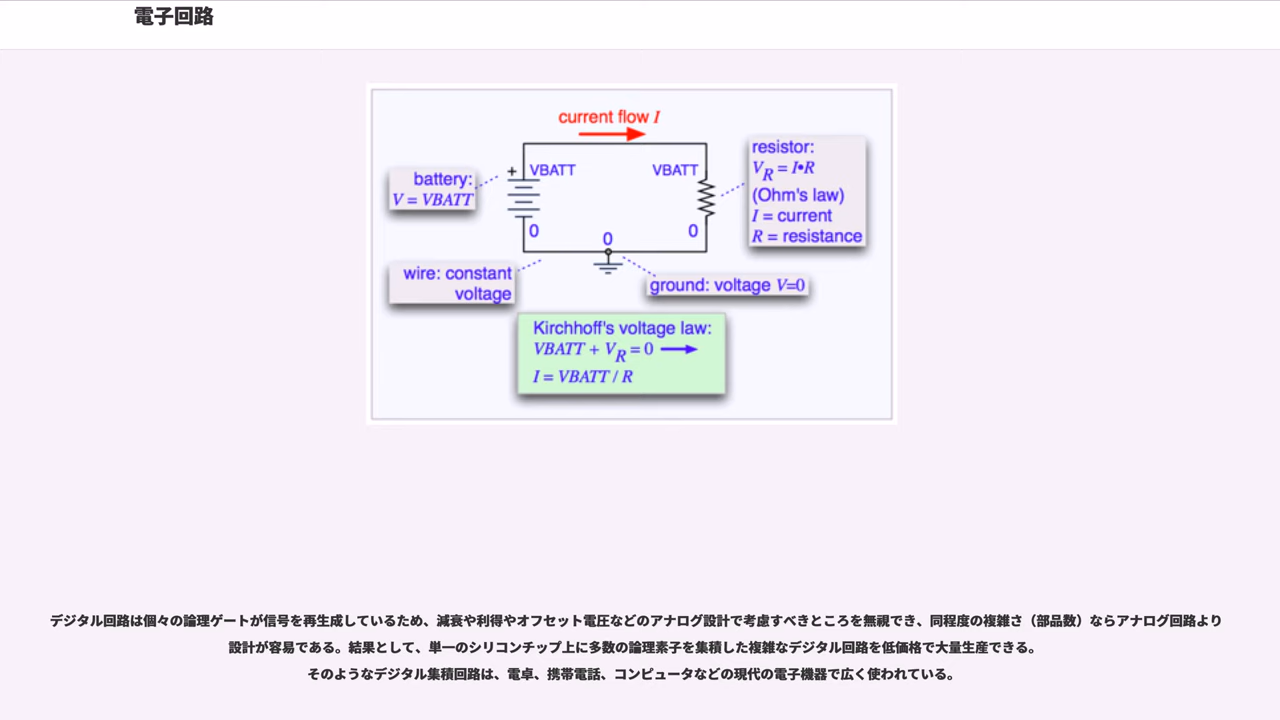 電子回路
current flow I
battery:
V = VBATT
+
VBATT
VBATT
resistor:
VR = I•R
(Ohm's law)
I = current
R = resistance
0
0
0
wire: constant
voltage
ground: voltage V=0
Kirchhoff's voltage law:
VBATT + VR = 0 →
I = VBATT / R
デジタル回路は個々の論理ゲートが信号を再生成しているため、減衰や利得やオフセット電圧などのアナログ設計で考慮すべきところを無視でき、同程度の複雑さ（部品数）ならアナログ回路より
設計が容易である。結果として、単一のシリコンチップ上に多数の論理素子を集積した複雑なデジタル回路を低価格で大量生産できる。
そのようなデジタル集積回路は、電卓、携帯電話、コンピュータなどの現代の電子機器で広く使われている。